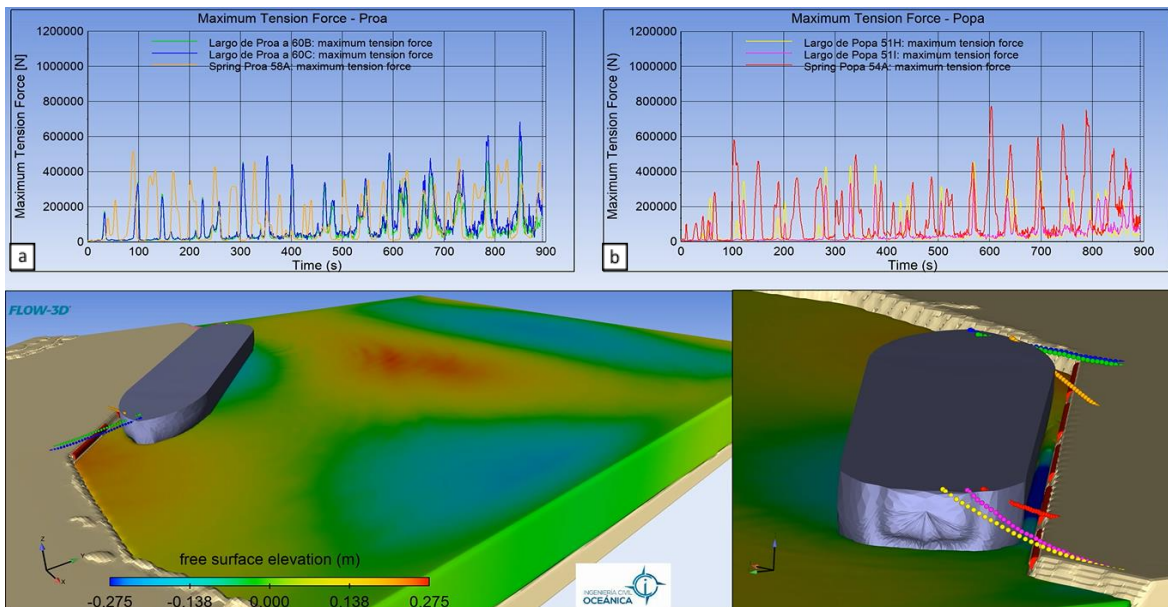 Maximum Tension Force - Proa
Maximum Tension Force [N]
1200000
1000000
800000
600000
400000
200000
0
Largo de Proa a 60B: maximum tension force
Largo de Proa a 60C: maximum tension force
Spring Proa 58A: maximum tension force
0 100 200 300 400 500 600 700 800 900
Time (s)
a
Maximum Tension Force - Popa
Maximum Tension Force (N)
1200000
1000000
800000
600000
400000
200000
0
Largo de Popa 51H: maximum tension force
Largo de Popa 51I: maximum tension force
Spring Popa 54A: maximum tension force
0 100 200 300 400 500 600 700 800 900
Time (s)
b
FLOW-3D
z
Y
x
free surface elevation (m)
-0.275 -0.138 0.000 0.138 0.275
INGENIERÍA CIVIL
OCEÁNICA